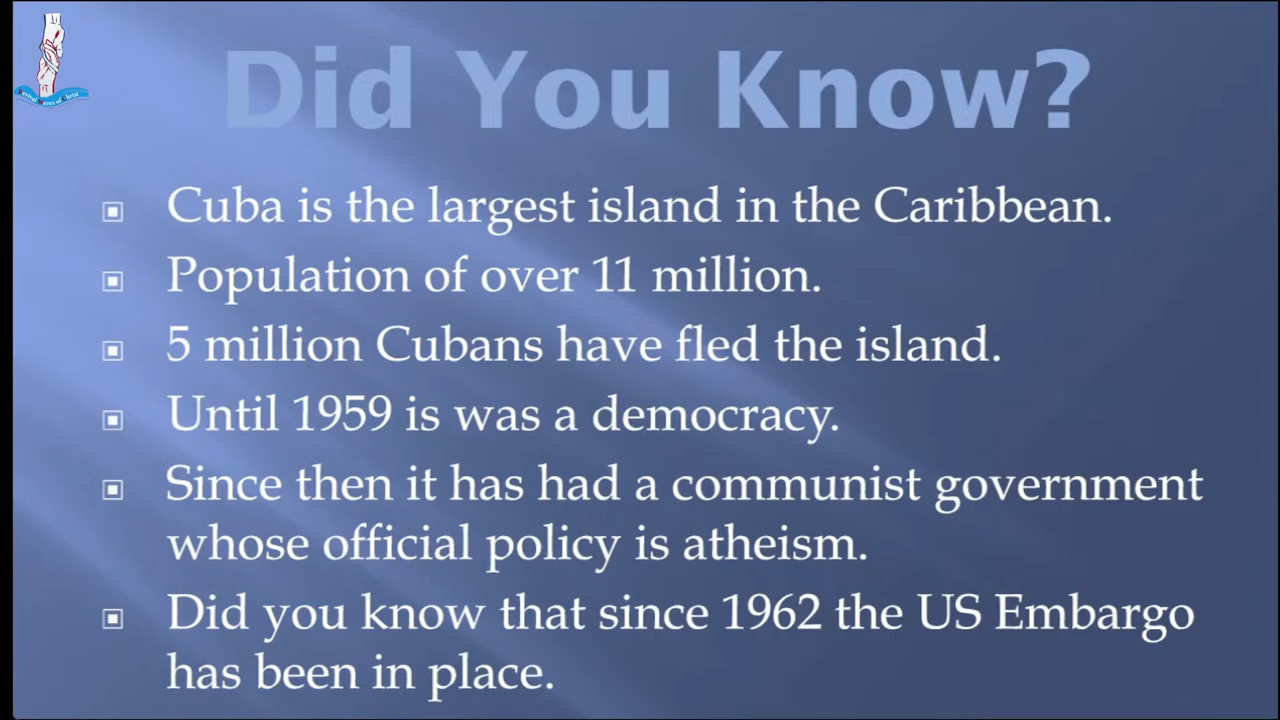 Did You Know?
Cuba is the largest island in the Caribbean.
Population of over 11 million.
5 million Cubans have fled the island.
Until 1959 is was a democracy.
Since then it has had a communist government
whose official policy is atheism.
Did you know that since 1962 the US Embargo
has been in place.